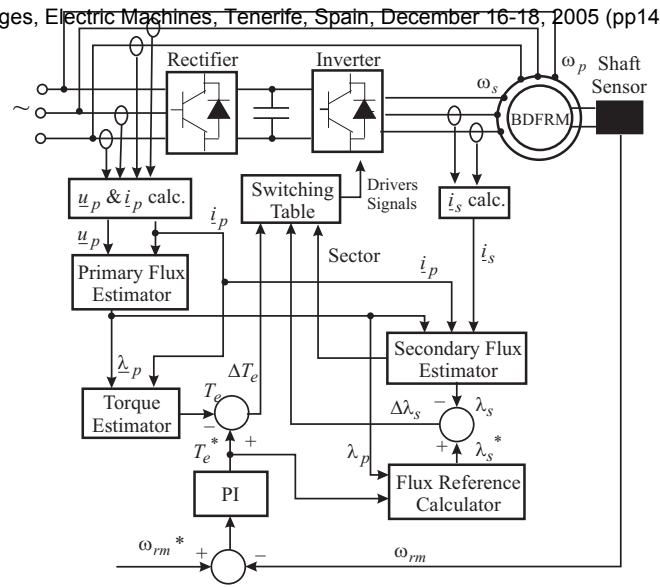 ges, Electric Machines, Tenerife, Spain, December 16-18, 2005 (pp14
Rectifier
Inverter
ω_p
Shaft
Sensor
ω_s
~
BDFRM
u_p & i_p calc.
Switching
Table
Drivers
Signals
i_s calc.
u_p
i_p
Sector
i_p
i_s
Primary Flux
Estimator
λ_p
ΔT_e
Secondary Flux
Estimator
Torque
Estimator
T_e
−
+
T_e*
Δλ_s
−
λ_s
+
λ_s*
λ_p
PI
Flux Reference
Calculator
ω_rm*
+
−
ω_rm